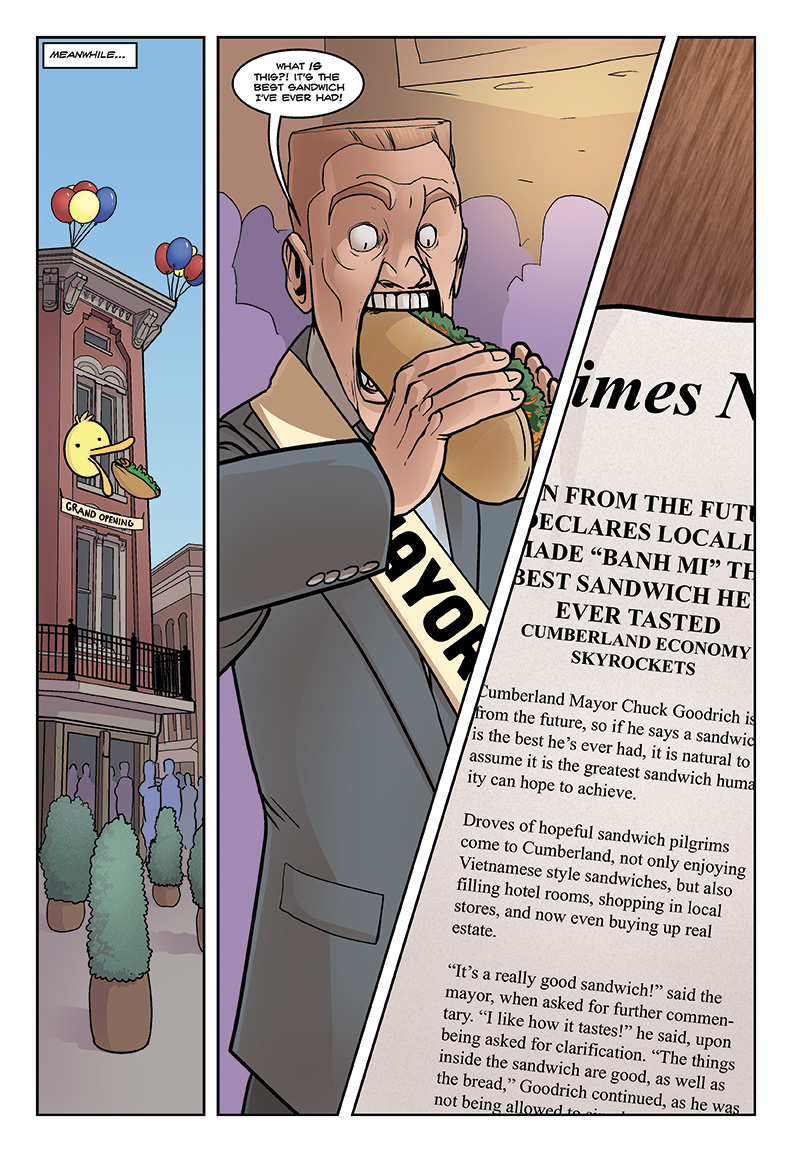 MEANWHILE...
GRAND OPENING
WHAT IS
THIS?! IT'S THE
BEST SANDWICH
I'VE EVER HAD!
MAYOR
imes N
N FROM THE FUTU
DECLARES LOCALL
MADE “BANH MI” TH
BEST SANDWICH HE
EVER TASTED
CUMBERLAND ECONOMY
SKYROCKETS
Cumberland Mayor Chuck Goodrich is
from the future, so if he says a sandwic
is the best he’s ever had, it is natural to
assume it is the greatest sandwich huma
ity can hope to achieve.
Droves of hopeful sandwich pilgrims
come to Cumberland, not only enjoying
Vietnamese style sandwiches, but also
filling hotel rooms, shopping in local
stores, and now even buying up real
estate.
“It’s a really good sandwich!” said the
mayor, when asked for further commen-
tary. “I like how it tastes!” he said, upon
being asked for clarification. “The things
inside the sandwich are good, as well as
the bread,” Goodrich continued, as he was
not being allowed to